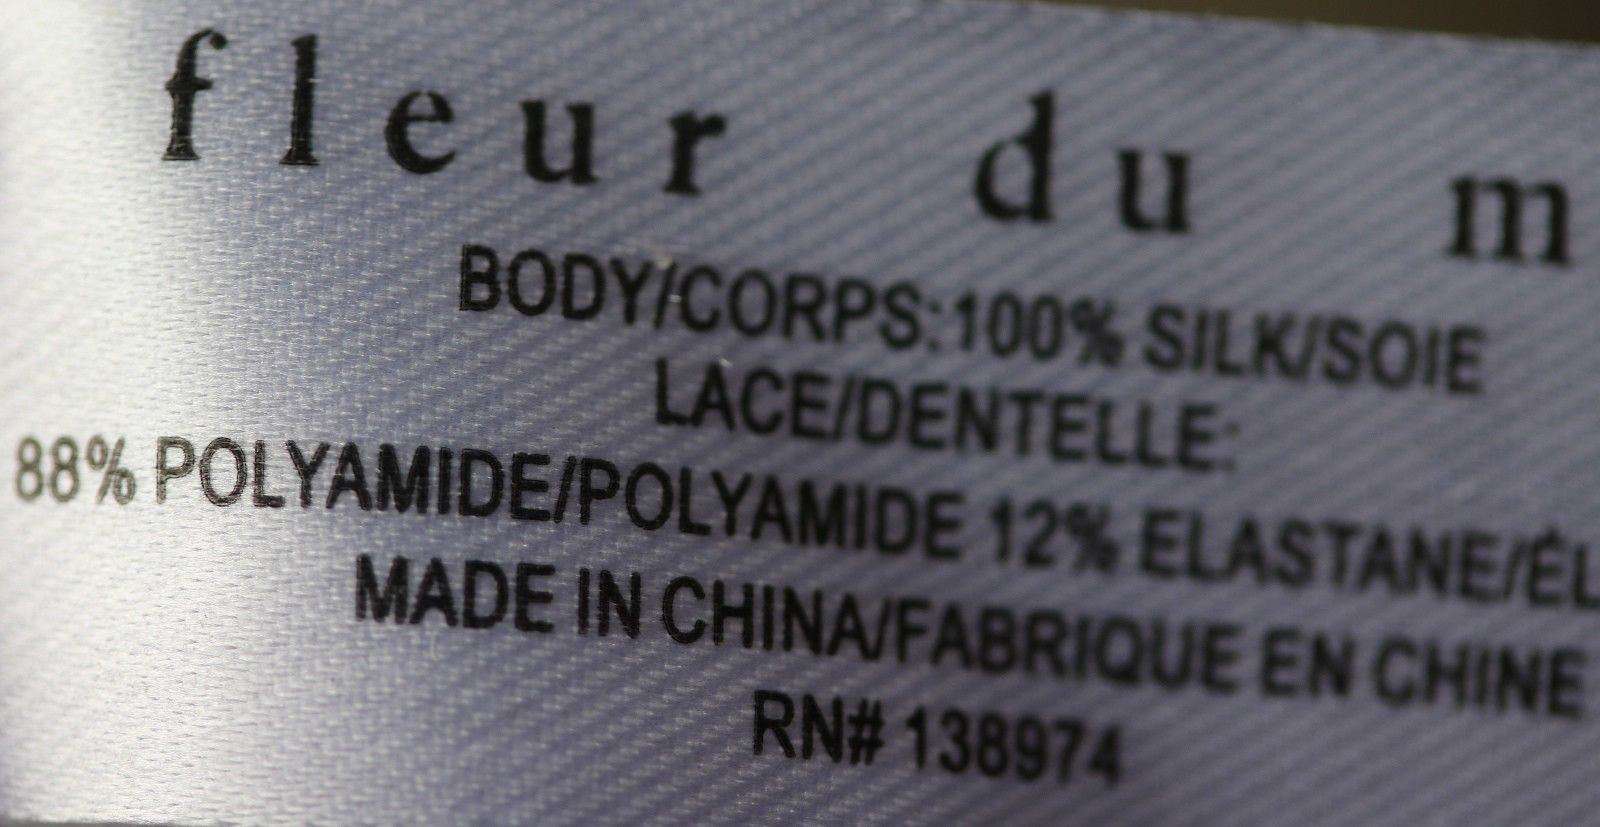 fleur du m
BODY/CORPS:100% SILK/SOIE
LACE/DENTELLE:
88% POLYAMIDE/POLYAMIDE 12% ELASTANE/ÉL
MADE IN CHINA/FABRIQUE EN CHINE
RN# 138974